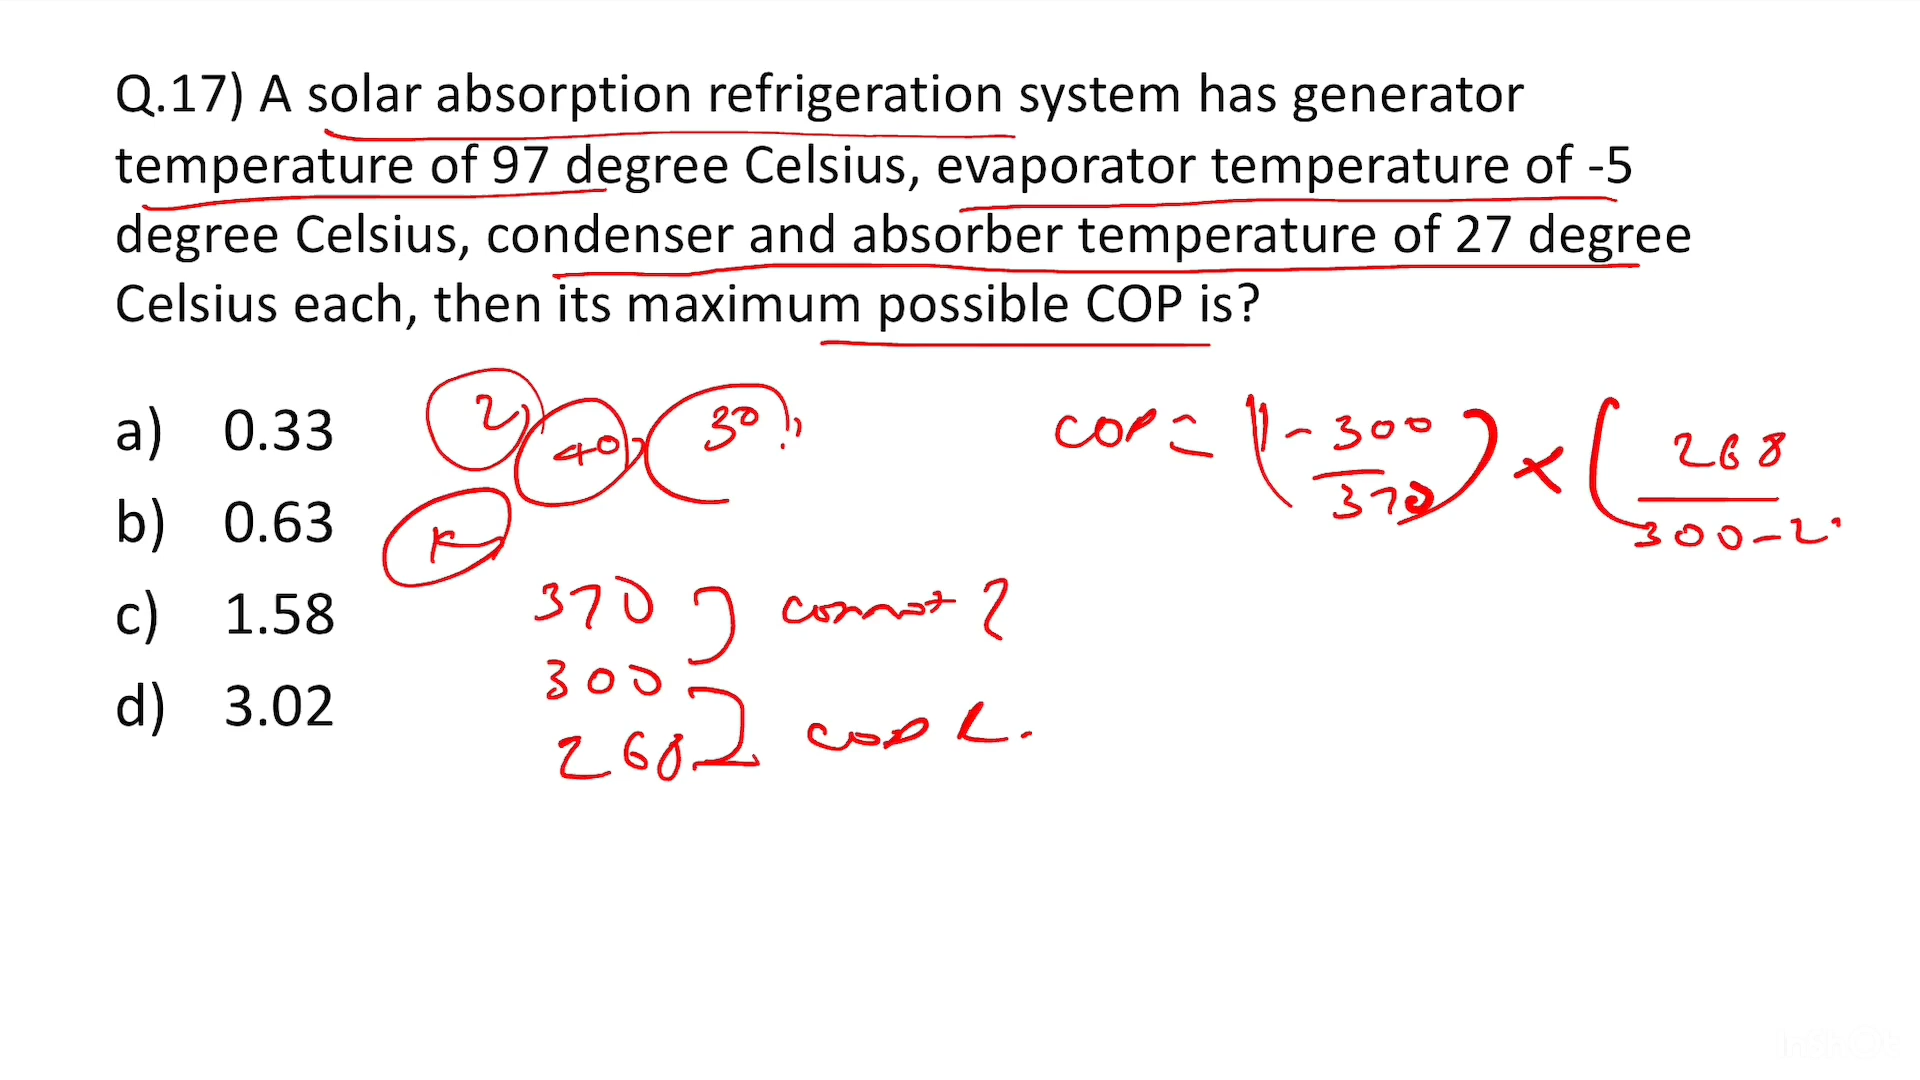 Q.17) A solar absorption refrigeration system has generator
temperature of 97 degree Celsius, evaporator temperature of -5
degree Celsius, condenser and absorber temperature of 27 degree
Celsius each, then its maximum possible COP is?
a) 0.33
b) 0.63
c) 1.58
d) 3.02
2, 40, 30
K
COP = (1 - 300/370) × (268/300-2
370
300
268